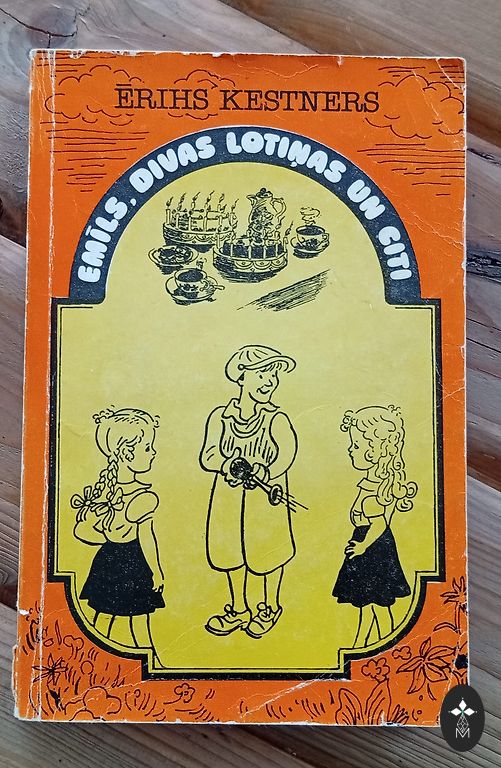 ĒRIHS KESTNERS
EMĪLS, DIVAS LOTIŅAS UN CITI